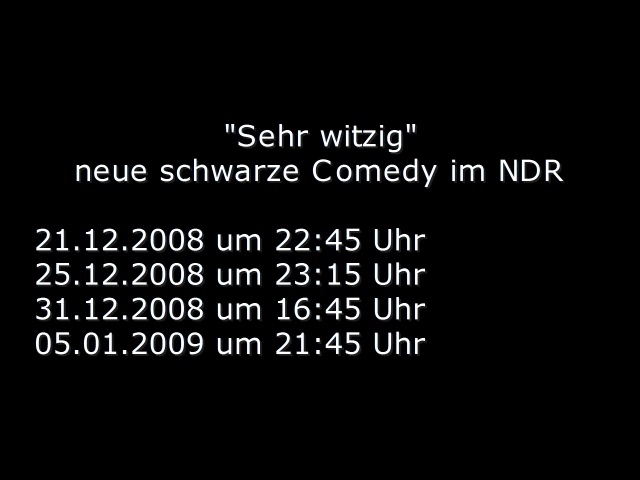 "Sehr witzig"
neue schwarze Comedy im NDR
21.12.2008 um 22:45 Uhr
25.12.2008 um 23:15 Uhr
31.12.2008 um 16:45 Uhr
05.01.2009 um 21:45 Uhr